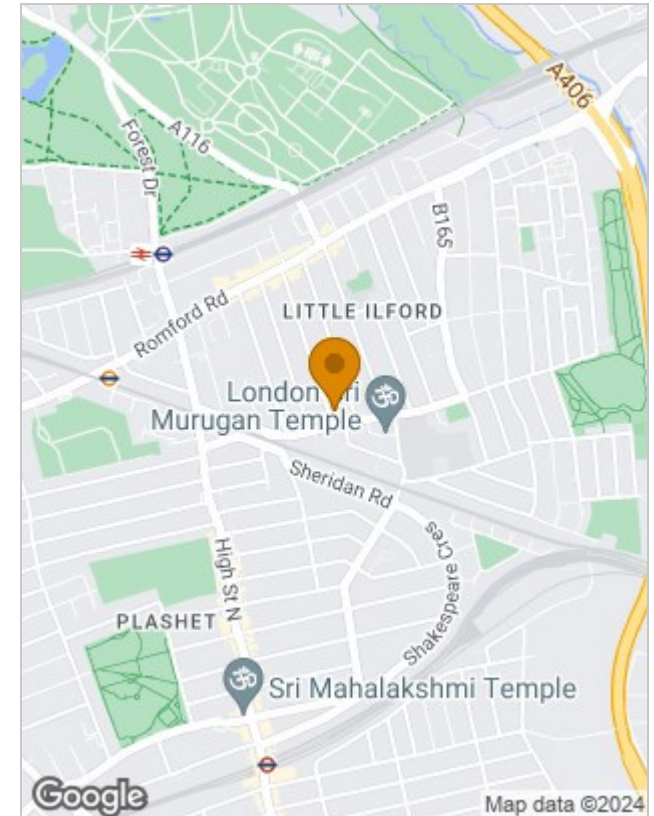 A406
A116
Forest Dr
B165
Romford Rd
LITTLE ILFORD
London Sri
Murugan Temple
Sheridan Rd
High St N
Shakespeare Cres
PLASHET
Sri Mahalakshmi Temple
Google
Map data ©2024